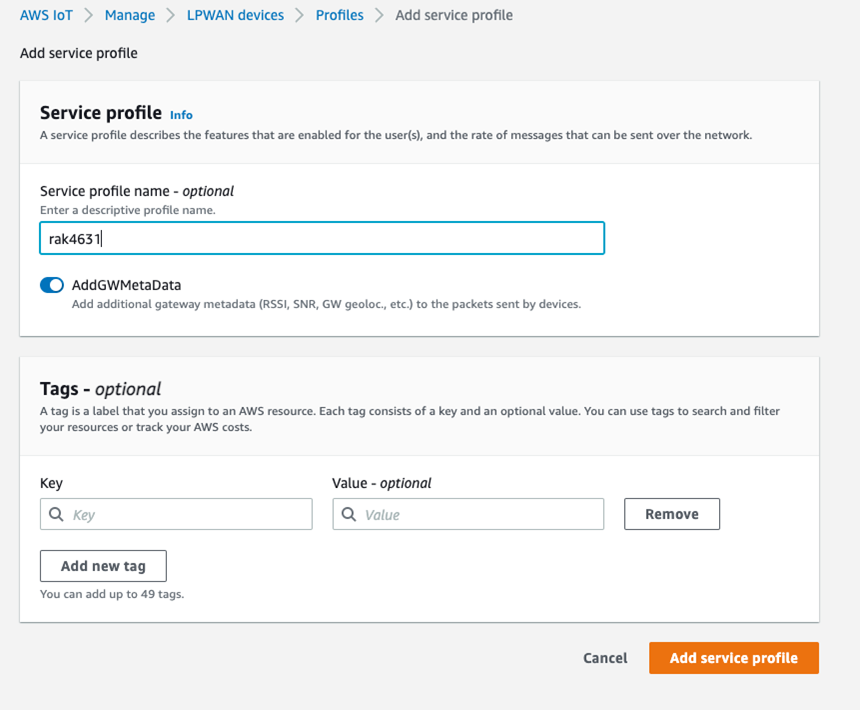 AWS IoT > Manage > LPWAN devices > Profiles > Add service profile
Add service profile
Service profile Info
A service profile describes the features that are enabled for the user(s), and the rate of messages that can be sent over the network.
Service profile name - optional
Enter a descriptive profile name.
rak4631
AddGWMetaData
Add additional gateway metadata (RSSI, SNR, GW geoloc., etc.) to the packets sent by devices.
Tags - optional
A tag is a label that you assign to an AWS resource. Each tag consists of a key and an optional value. You can use tags to search and filter
your resources or track your AWS costs.
Key Value - optional
Key Value Remove
Add new tag
You can add up to 49 tags.
Cancel Add service profile